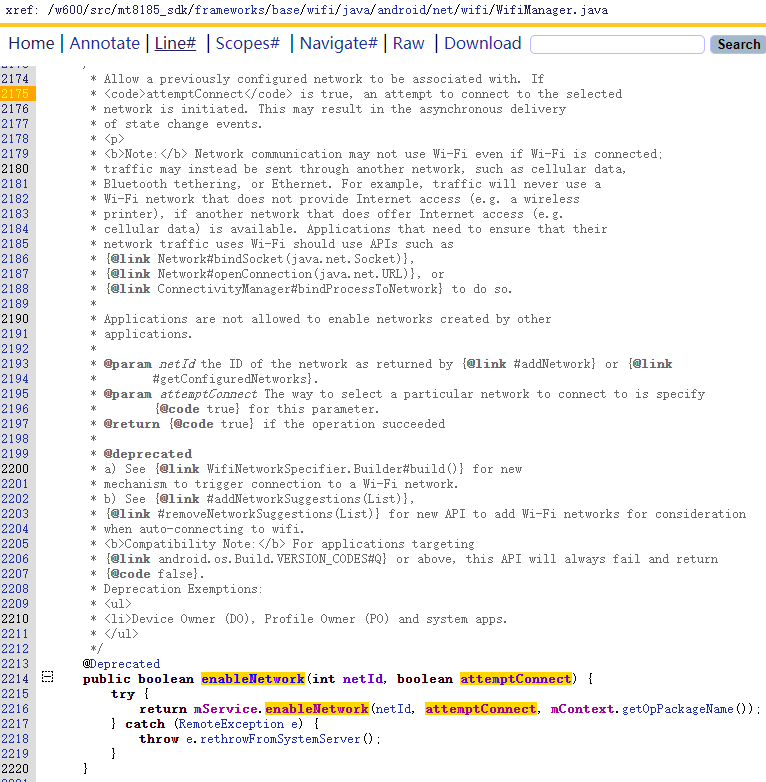 xref: /w600/src/mt8185_sdk/frameworks/base/wifi/java/android/net/wifi/WifiManager.java
Home | Annotate | Line# | Scopes# | Navigate# | Raw | Download Search
2174 * Allow a previously configured network to be associated with. If
2175 * <code>attemptConnect</code> is true, an attempt to connect to the selected
2176 * network is initiated. This may result in the asynchronous delivery
2177 * of state change events.
2178 * <p>
2179 * <b>Note:</b> Network communication may not use Wi-Fi even if Wi-Fi is connected;
2180 * traffic may instead be sent through another network, such as cellular data,
2181 * Bluetooth tethering, or Ethernet. For example, traffic will never use a
2182 * Wi-Fi network that does not provide Internet access (e.g. a wireless
2183 * printer), if another network that does offer Internet access (e.g.
2184 * cellular data) is available. Applications that need to ensure that their
2185 * network traffic uses Wi-Fi should use APIs such as
2186 * {@link Network#bindSocket(java.net.Socket)},
2187 * {@link Network#openConnection(java.net.URL)}, or
2188 * {@link ConnectivityManager#bindProcessToNetwork} to do so.
2189 *
2190 * Applications are not allowed to enable networks created by other
2191 * applications.
2192 *
2193 * @param netId the ID of the network as returned by {@link #addNetwork} or {@link
2194 *        #getConfiguredNetworks}.
2195 * @param attemptConnect The way to select a particular network to connect to is specify
2196 *        {@code true} for this parameter.
2197 * @return {@code true} if the operation succeeded
2198 *
2199 * @deprecated
2200 * a) See {@link WifiNetworkSpecifier.Builder#build()} for new
2201 * mechanism to trigger connection to a Wi-Fi network.
2202 * b) See {@link #addNetworkSuggestions(List)},
2203 * {@link #removeNetworkSuggestions(List)} for new API to add Wi-Fi networks for consideration
2204 * when auto-connecting to wifi.
2205 * <b>Compatibility Note:</b> For applications targeting
2206 * {@link android.os.Build.VERSION_CODES#Q} or above, this API will always fail and return
2207 * {@code false}.
2208 * Deprecation Exemptions:
2209 * <ul>
2210 * <li>Device Owner (DO), Profile Owner (PO) and system apps.
2211 * </ul>
2212 */
2213 @Deprecated
2214 public boolean enableNetwork(int netId, boolean attemptConnect) {
2215     try {
2216         return mService.enableNetwork(netId, attemptConnect, mContext.getOpPackageName());
2217     } catch (RemoteException e) {
2218         throw e.rethrowFromSystemServer();
2219     }
2220 }